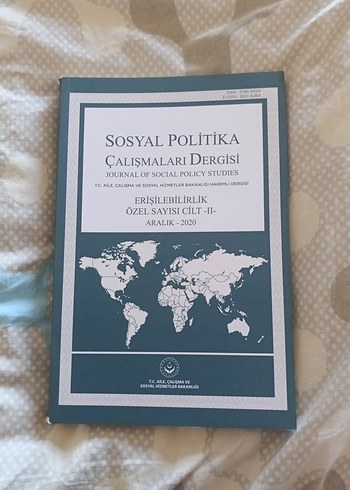 SOSYAL POLİTİKA
ÇALIŞMALARI DERGİSİ
JOURNAL OF SOCIAL POLICY STUDIES
T.C. AİLE, ÇALIŞMA VE SOSYAL HİZMETLER BAKANLIĞI HAKEMLİ DERGİSİ
ERİŞİLEBİLİRLİK
ÖZEL SAYISI CİLT -II-
ARALIK - 2020
T.C. AİLE, ÇALIŞMA VE
SOSYAL HİZMETLER BAKANLIĞI